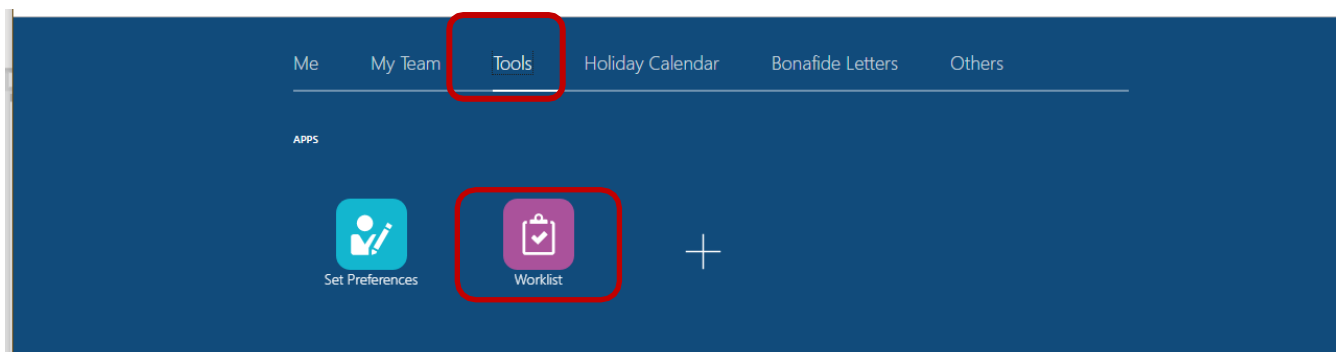 Me My Team Tools Holiday Calendar Bonafide Letters Others
APPS
Set Preferences Worklist